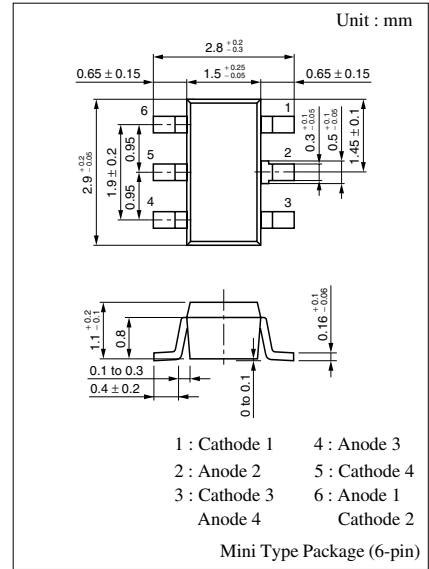 Unit : mm
2.8 +0.2 -0.3
0.65 ± 0.15
1.5 +0.25 -0.05
0.65 ± 0.15
6
1
5
2
4
3
2.9 +0.2 -0.05
1.9 ± 0.2
0.95
0.95
0.3 +0.1 -0.05
0.5 +0.1 -0.05
1.45 ± 0.1
1.1 +0.2 -0.1
0.8
0.16 +0.1 -0.06
0.1 to 0.3
0.4 ± 0.2
0 to 0.1
1 : Cathode 1 4 : Anode 3
2 : Anode 2 5 : Cathode 4
3 : Cathode 3 6 : Anode 1
Anode 4 Cathode 2
Mini Type Package (6-pin)